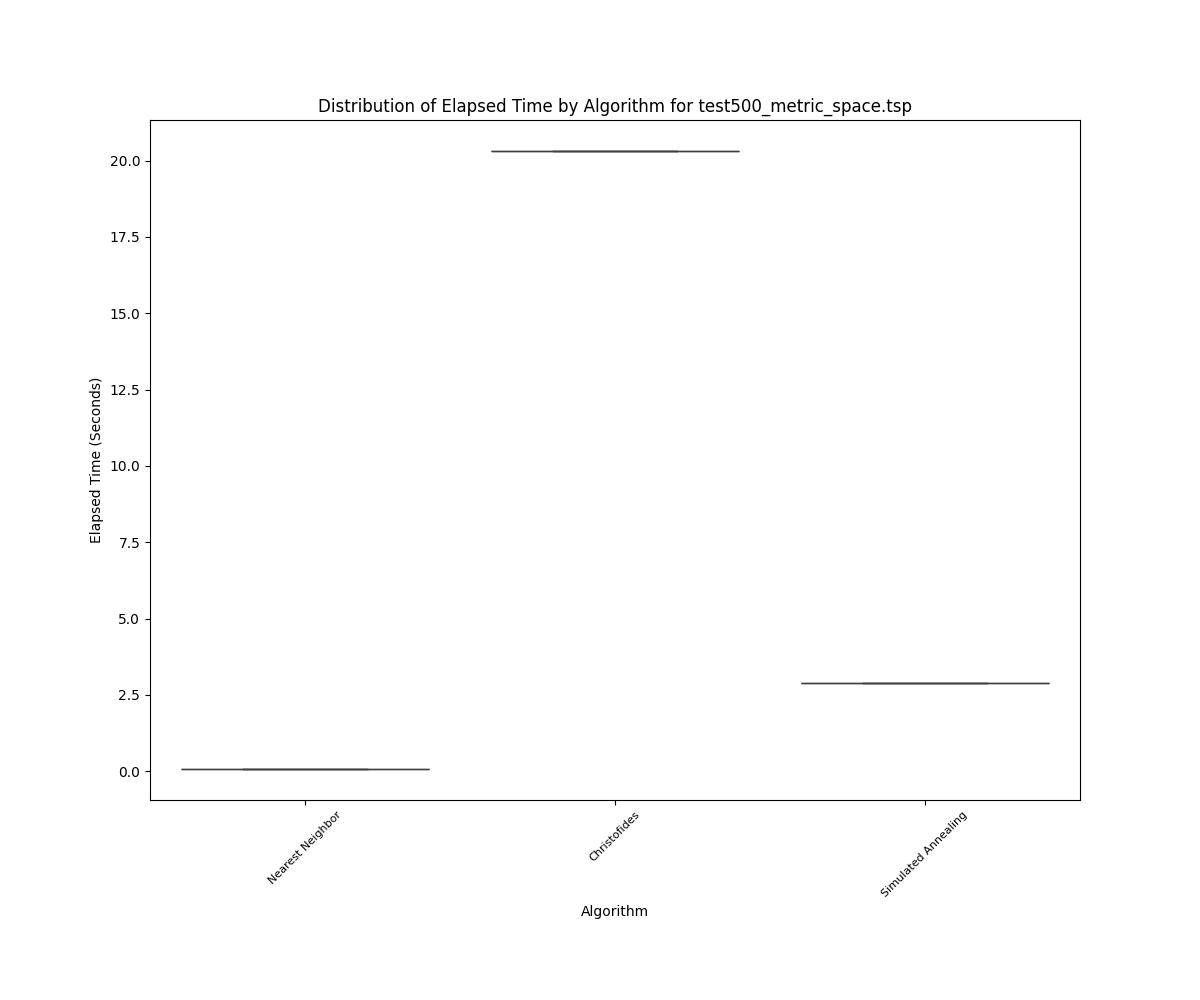 Distribution of Elapsed Time by Algorithm for test500_metric_space.tsp
20.0
17.5
15.0
12.5
10.0
7.5
5.0
2.5
0.0
Elapsed Time (Seconds)
Nearest Neighbor
Christofides
Simulated Annealing
Algorithm